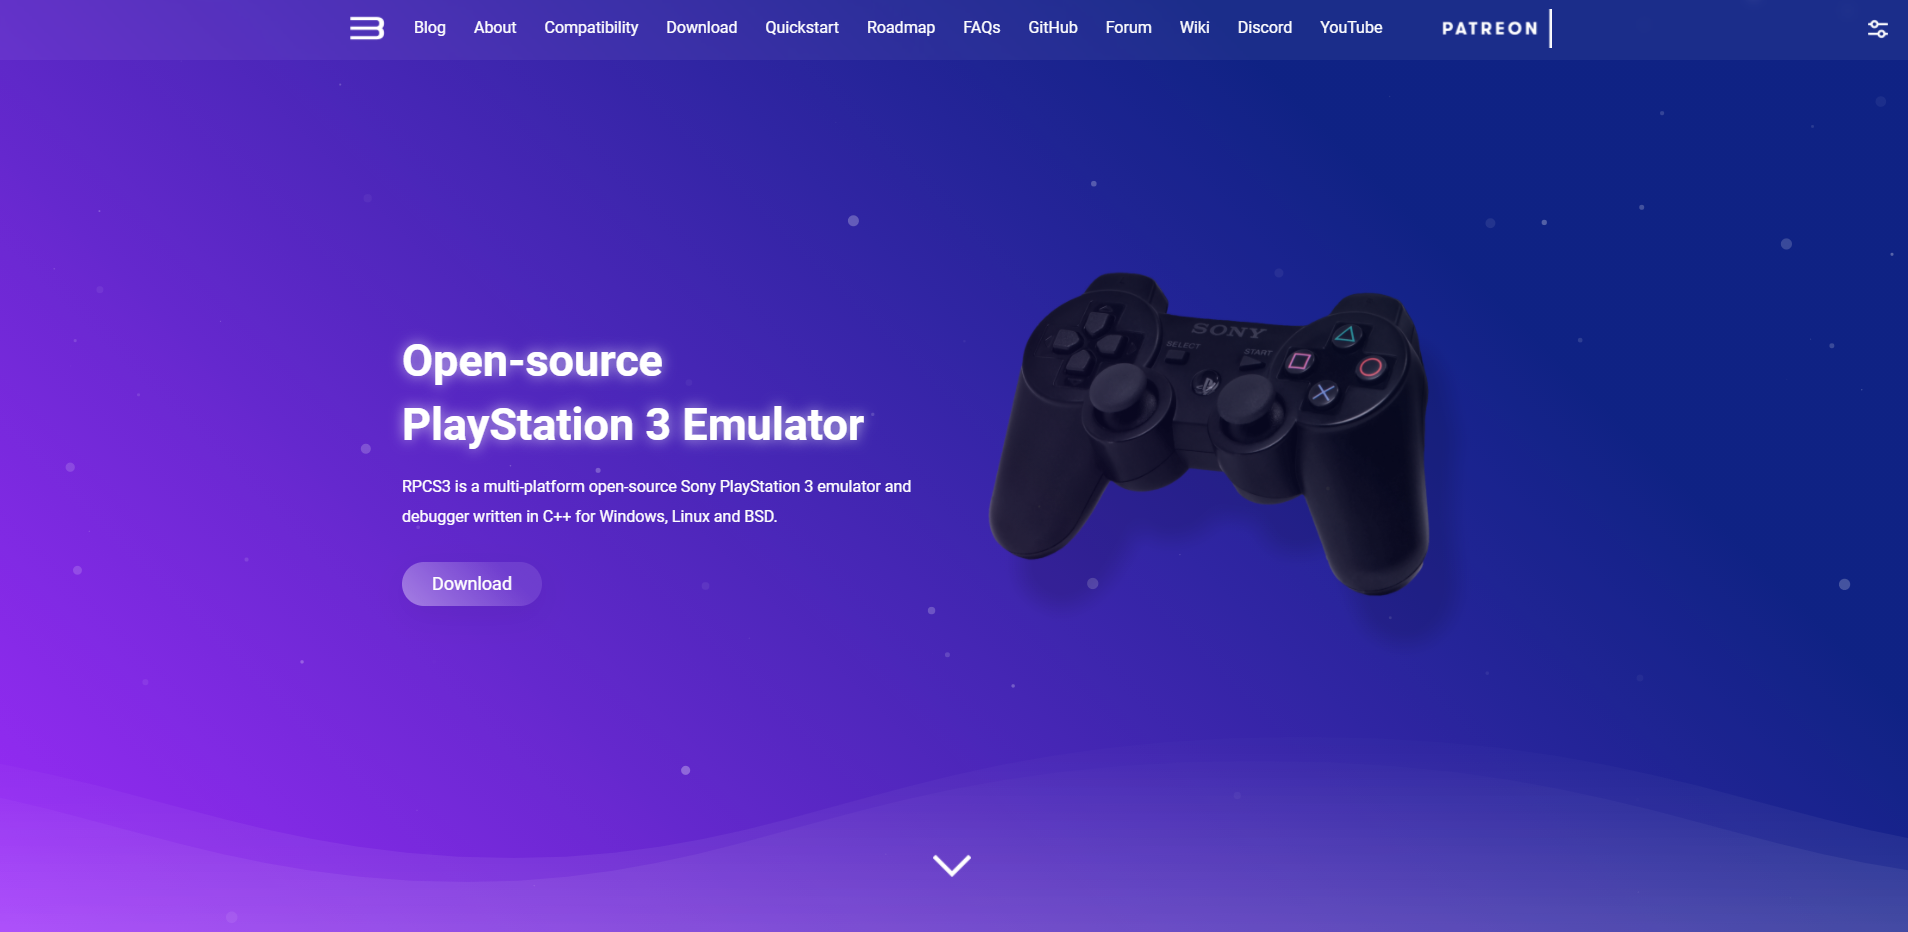 Blog About Compatibility Download Quickstart Roadmap FAQs GitHub Forum Wiki Discord YouTube PATREON
SONY
SELECT START
Open-source
PlayStation 3 Emulator
RPCS3 is a multi-platform open-source Sony PlayStation 3 emulator and
debugger written in C++ for Windows, Linux and BSD.
Download